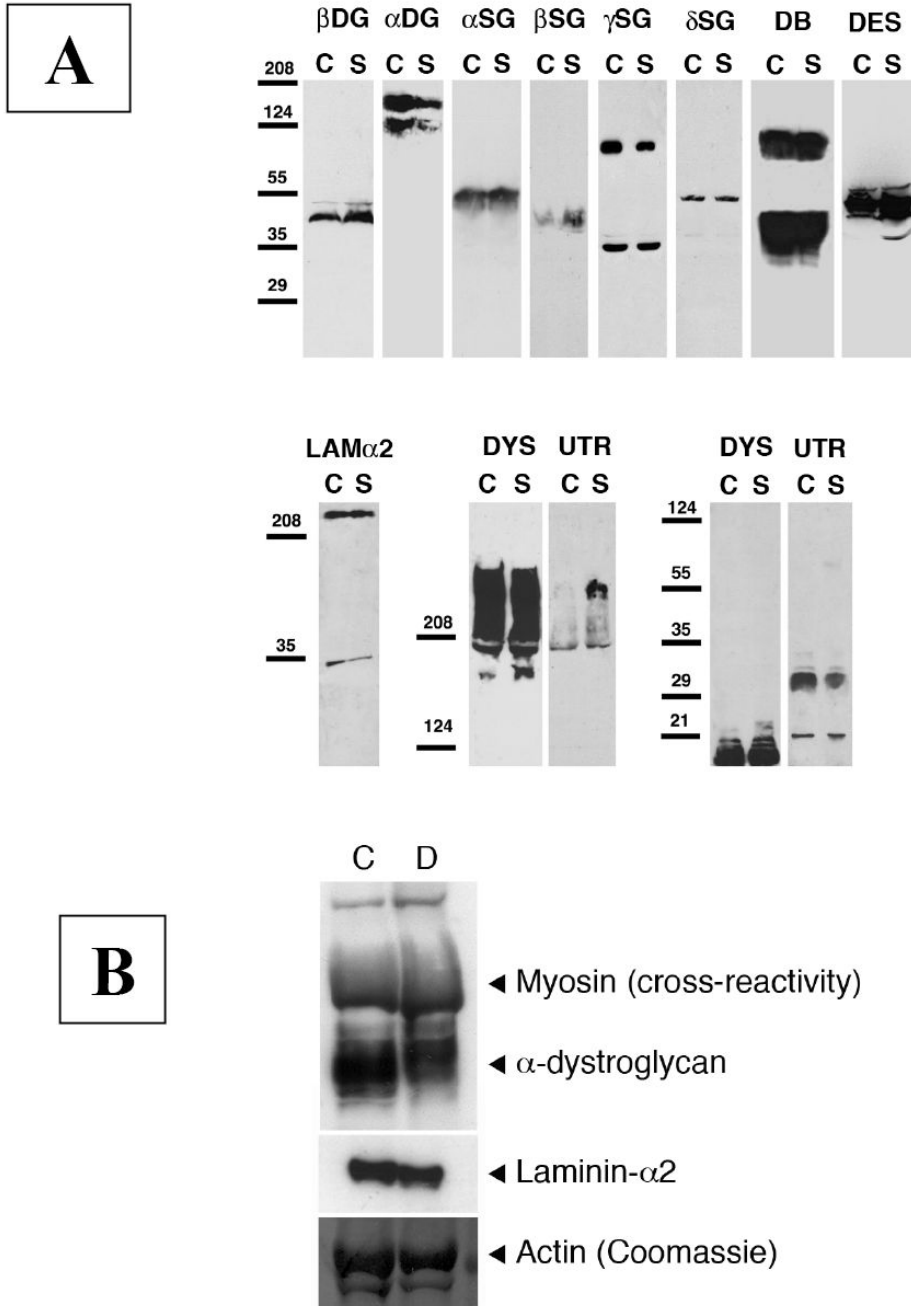 A
βDG αDG αSG βSG γSG δSG DB DES
C S C S C S C S C S C S C S C S
208
124
55
35
29
LAMα2
C S
208
35
DYS UTR
C S C S
208
124
DYS UTR
C S C S
124
55
35
29
21
B
C D
Myosin (cross-reactivity)
α-dystroglycan
Laminin-α2
Actin (Coomassie)